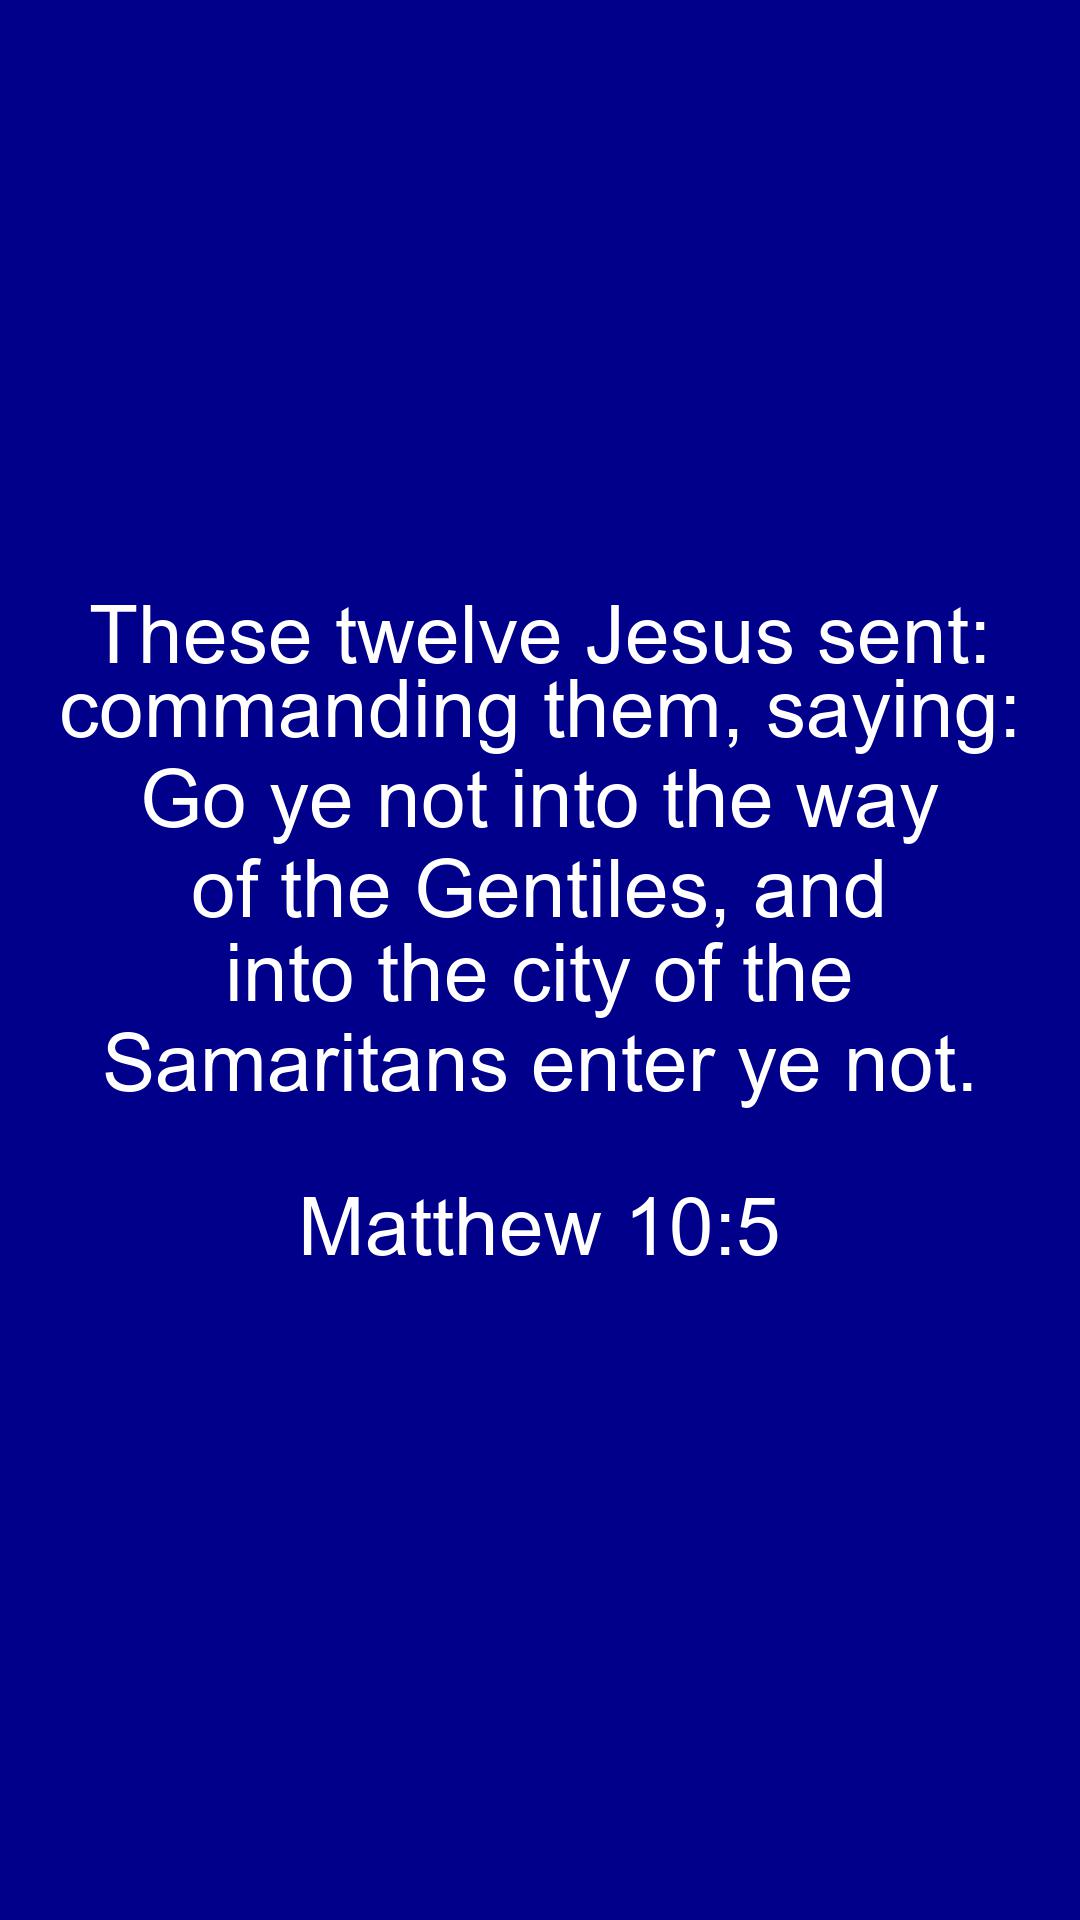 These twelve Jesus sent:
commanding them, saying:
Go ye not into the way
of the Gentiles, and
into the city of the
Samaritans enter ye not.
Matthew 10:5